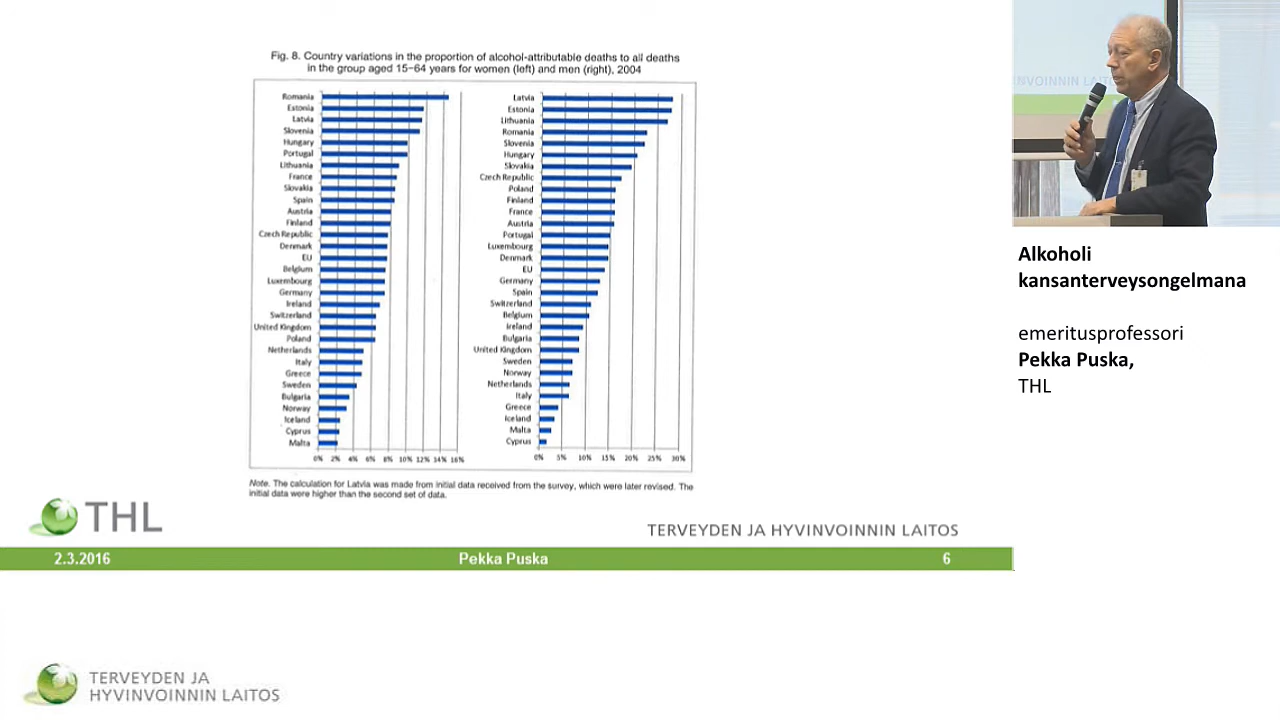 Fig. 8. Country variations in the proportion of alcohol-attributable deaths to all deaths
in the group aged 15–64 years for women (left) and men (right), 2004
Romania
Estonia
Latvia
Slovenia
Hungary
Portugal
Lithuania
France
Slovakia
Spain
Austria
Finland
Czech Republic
Denmark
EU
Belgium
Luxembourg
Germany
Ireland
Switzerland
United Kingdom
Poland
Netherlands
Italy
Greece
Sweden
Bulgaria
Norway
Iceland
Cyprus
Malta
0% 2% 4% 6% 8% 10% 12% 14% 16%
Latvia
Estonia
Lithuania
Romania
Slovenia
Hungary
Slovakia
Czech Republic
Poland
Finland
France
Austria
Portugal
Luxembourg
Denmark
EU
Germany
Spain
Switzerland
Belgium
Ireland
Bulgaria
United Kingdom
Sweden
Norway
Netherlands
Italy
Greece
Iceland
Malta
Cyprus
0% 5% 10% 15% 20% 25% 30%
Note. The calculation for Latvia was made from initial data received from the survey, which were later revised. The
initial data were higher than the second set of data.
THL
TERVEYDEN JA HYVINVOINNIN LAITOS
2.3.2016 Pekka Puska 6
Alkoholi
kansanterveysongelmana
emeritusprofessori
Pekka Puska,
THL
TERVEYDEN JA
HYVINVOINNIN LAITOS